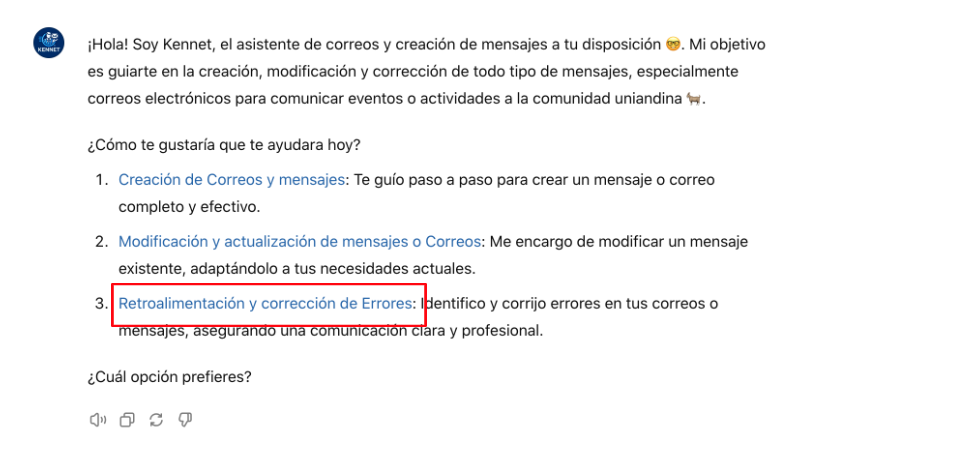 KENNET
¡Hola! Soy Kennet, el asistente de correos y creación de mensajes a tu disposición 🤓. Mi objetivo
es guiarte en la creación, modificación y corrección de todo tipo de mensajes, especialmente
correos electrónicos para comunicar eventos o actividades a la comunidad uniandina 🐐.
¿Cómo te gustaría que te ayudara hoy?
1. Creación de Correos y mensajes: Te guío paso a paso para crear un mensaje o correo
completo y efectivo.
2. Modificación y actualización de mensajes o Correos: Me encargo de modificar un mensaje
existente, adaptándolo a tus necesidades actuales.
3. Retroalimentación y corrección de Errores: Identifico y corrijo errores en tus correos o
mensajes, asegurando una comunicación clara y profesional.
¿Cuál opción prefieres?